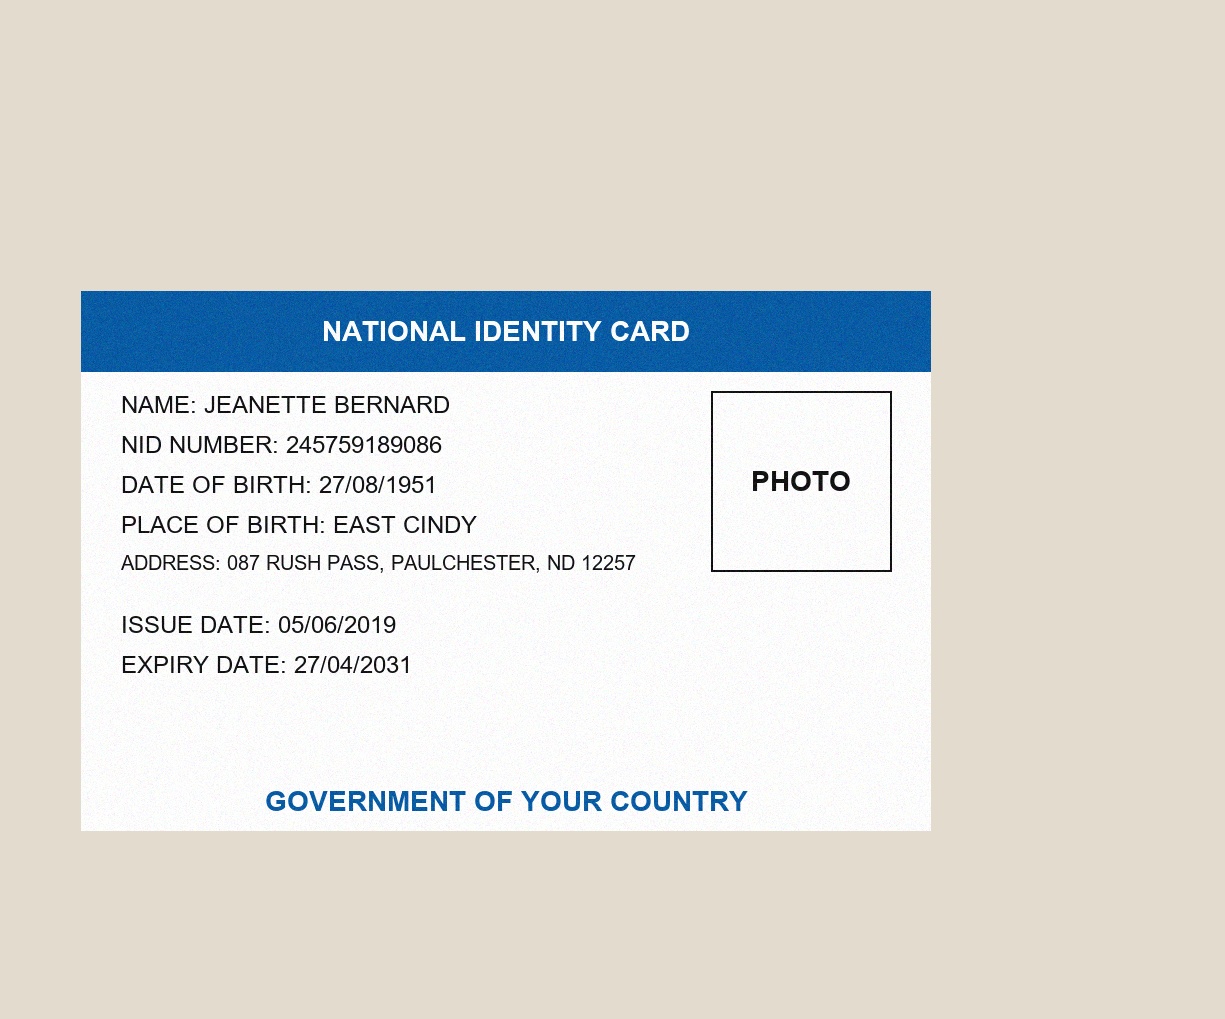 NATIONAL IDENTITY CARD
NAME: JEANETTE BERNARD
NID NUMBER: 245759189086
DATE OF BIRTH: 27/08/1951
PLACE OF BIRTH: EAST CINDY
ADDRESS: 087 RUSH PASS, PAULCHESTER, ND 12257
PHOTO
ISSUE DATE: 05/06/2019
EXPIRY DATE: 27/04/2031
GOVERNMENT OF YOUR COUNTRY